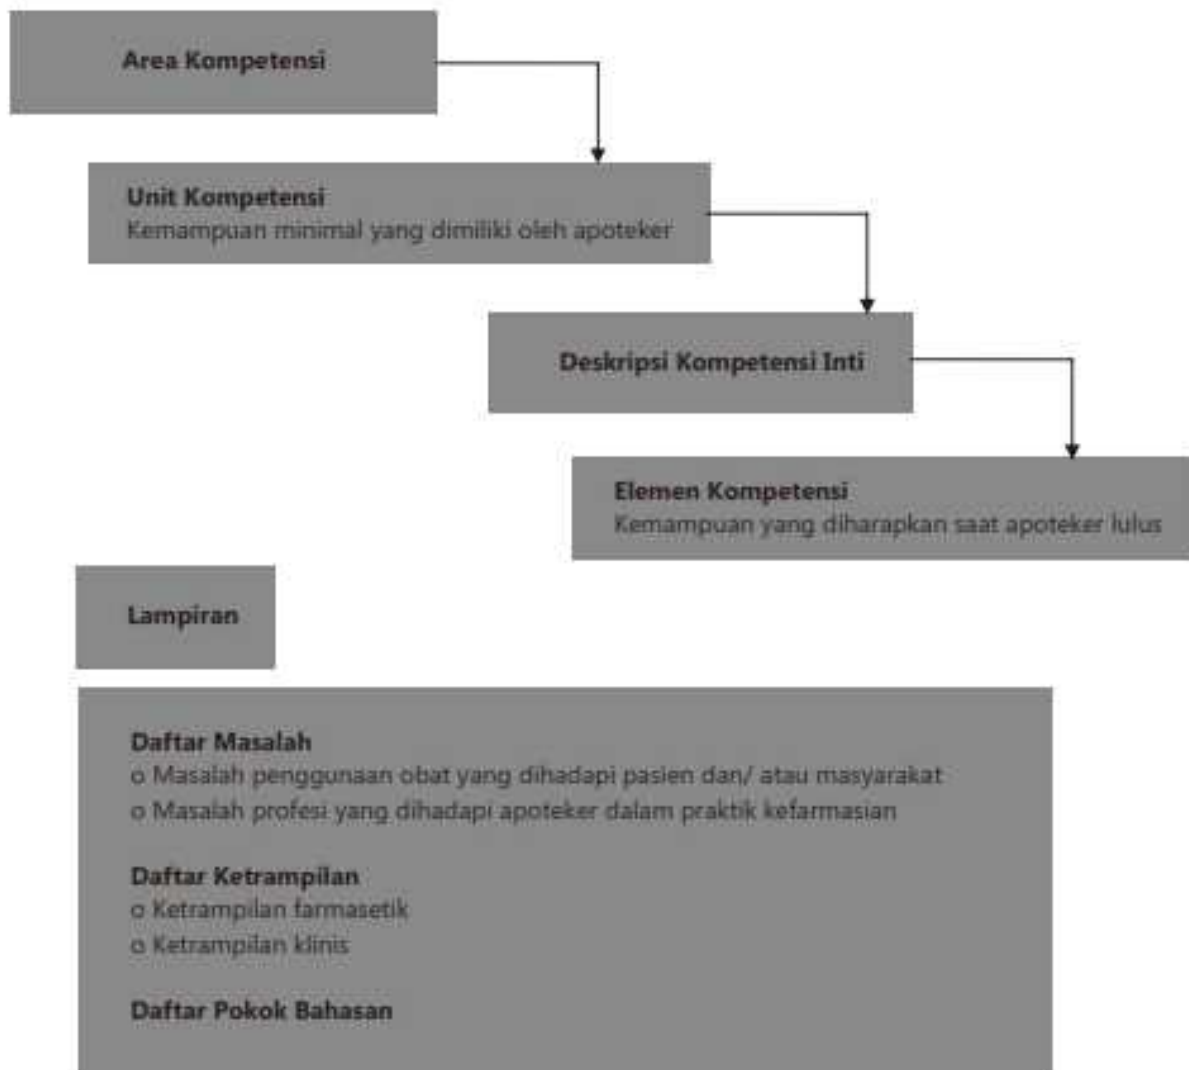 Area Kompetensi
Unit Kompetensi
Kemampuan minimal yang dimiliki oleh apoteker
Deskripsi Kompetensi Inti
Elemen Kompetensi
Kemampuan yang diharapkan saat apoteker lulus
Lampiran
Daftar Masalah
o Masalah penggunaan obat yang dihadapi pasien dan/ atau masyarakat
o Masalah profesi yang dihadapi apoteker dalam praktik kefarmasian
Daftar Ketrampilan
o Ketrampilan farmasetik
o Ketrampilan klinis
Daftar Pokok Bahasan